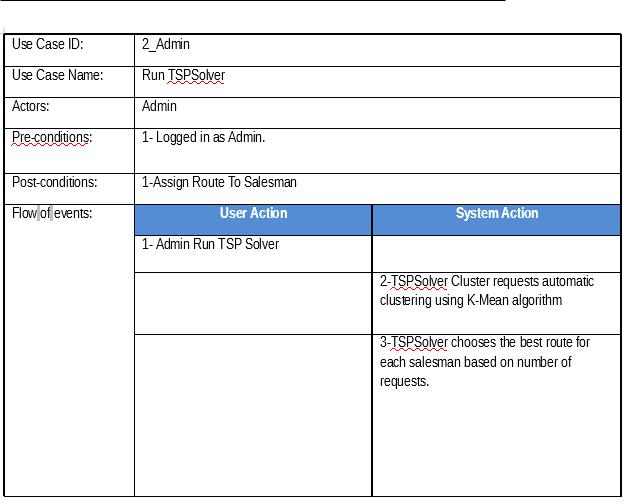 Use Case ID: 2_Admin
Use Case Name: Run TSPSolver
Actors: Admin
Pre-conditions: 1- Logged in as Admin.
Post-conditions: 1-Assign Route To Salesman
Flow of events: User Action System Action
1- Admin Run TSP Solver
2-TSPSolver Cluster requests automatic
clustering using K-Mean algorithm
3-TSPSolver chooses the best route for
each salesman based on number of
requests.